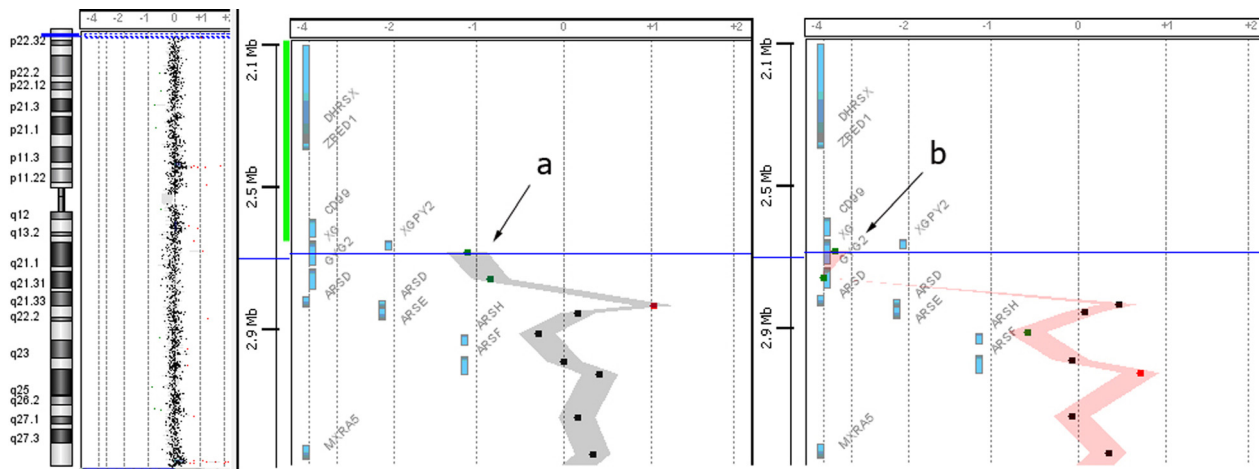 -4 -2 -1 0 +1 +2
p22.32
p22.2
p22.12
p21.3
p21.1
p11.3
p11.22
q12
q13.2
q21.1
q21.31
q21.33
q22.2
q23
q25
q26.2
q27.1
q27.3
-4 -2 -1 0 +1 +2
2.1 Mb
2.5 Mb
2.9 Mb
DHRSX
ZBED1
CD99
XG
XGPY2
GYG2
ARSD
ARSD
ARSE
ARSH
ARSF
MXRA5
a
-4 -2 -1 0 +1 +2
2.1 Mb
2.5 Mb
2.9 Mb
DHRSX
ZBED1
CD99
XG
XGPY2
GYG2
ARSD
ARSD
ARSE
ARSH
ARSF
MXRA5
b